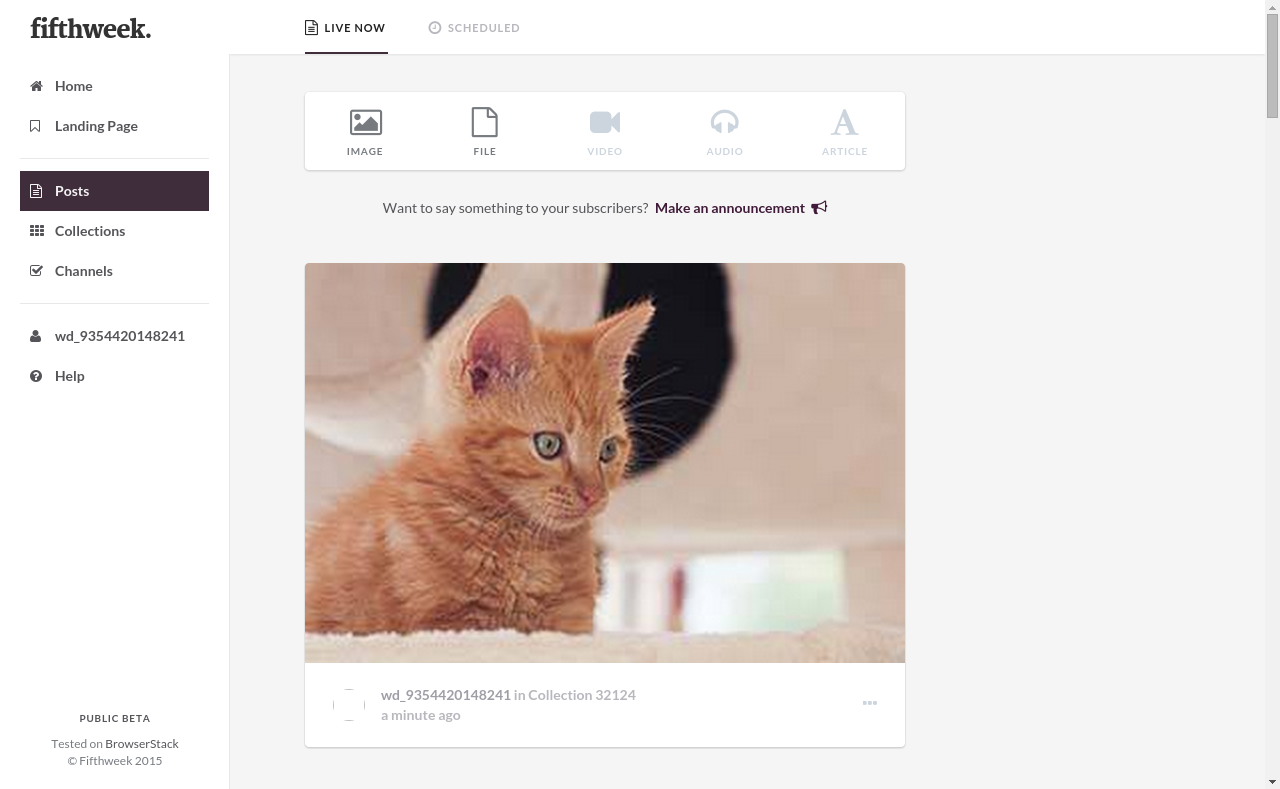 fifthweek.
LIVE NOW
SCHEDULED
Home
Landing Page
Posts
Collections
Channels
wd_9354420148241
Help
IMAGE
FILE
VIDEO
AUDIO
ARTICLE
Want to say something to your subscribers? Make an announcement
wd_9354420148241 in Collection 32124
a minute ago
PUBLIC BETA
Tested on BrowserStack
© Fifthweek 2015